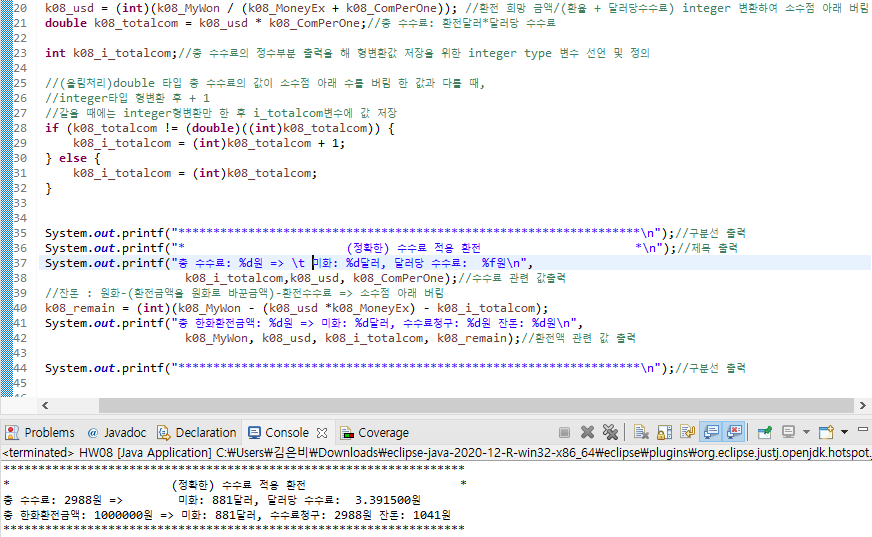 20 k08_usd = (int)(k08_MyWon / (k08_MoneyEx + k08_ComPerOne)); //환전 희망 금액/(환율 + 달러당수수료) integer 변환하여 소수점 아래 버림
21 double k08_totalcom = k08_usd * k08_ComPerOne;//총 수수료: 환전달러*달러당 수수료
22
23 int k08_i_totalcom;//총 수수료의 정수부분 출력을 해 형변환값 저장을 위한 integer type 변수 선언 및 정의
24
25 //(올림처리)double 타입 총 수수료의 값이 소수점 아래 수를 버림 한 값과 다를 때,
26 //integer타입 형변환 후 + 1
27 //같을 때에는 integer형변환만 한 후 i_totalcom변수에 값 저장
28 if (k08_totalcom != (double)((int)k08_totalcom)) {
29 k08_i_totalcom = (int)k08_totalcom + 1;
30 } else {
31 k08_i_totalcom = (int)k08_totalcom;
32 }
33
34
35 System.out.printf("******************************************************************\n");//구분선 출력
36 System.out.printf("* (정확한) 수수료 적용 환전 *\n");//제목 출력
37 System.out.printf("총 수수료: %d원 => \t 미화: %d달러, 달러당 수수료: %f원\n",
38 k08_i_totalcom,k08_usd, k08_ComPerOne);//수수료 관련 값출력
39 //잔돈 : 원화-(환전금액을 원화로 바꾼금액)-환전수수료 => 소수점 아래 버림
40 k08_remain = (int)(k08_MyWon - (k08_usd *k08_MoneyEx) - k08_i_totalcom);
41 System.out.printf("총 한화환전금액: %d원 => 미화: %d달러, 수수료청구: %d원 잔돈: %d원\n",
42 k08_MyWon, k08_usd, k08_i_totalcom, k08_remain);//환전액 관련 값 출력
43
44 System.out.printf("******************************************************************\n");//구분선 출력
45
Problems @ Javadoc Declaration Console Coverage
<terminated> HW08 [Java Application] C:₩Users₩김은비₩Downloads₩eclipse-java-2020-12-R-win32-x86_64₩eclipse₩plugins₩org.eclipse.justj.openjdk.hotspot.
******************************************************************
* (정확한) 수수료 적용 환전 *
총 수수료: 2988원 => 미화: 881달러, 달러당 수수료: 3.391500원
총 한화환전금액: 1000000원 => 미화: 881달러, 수수료청구: 2988원 잔돈: 1041원
******************************************************************